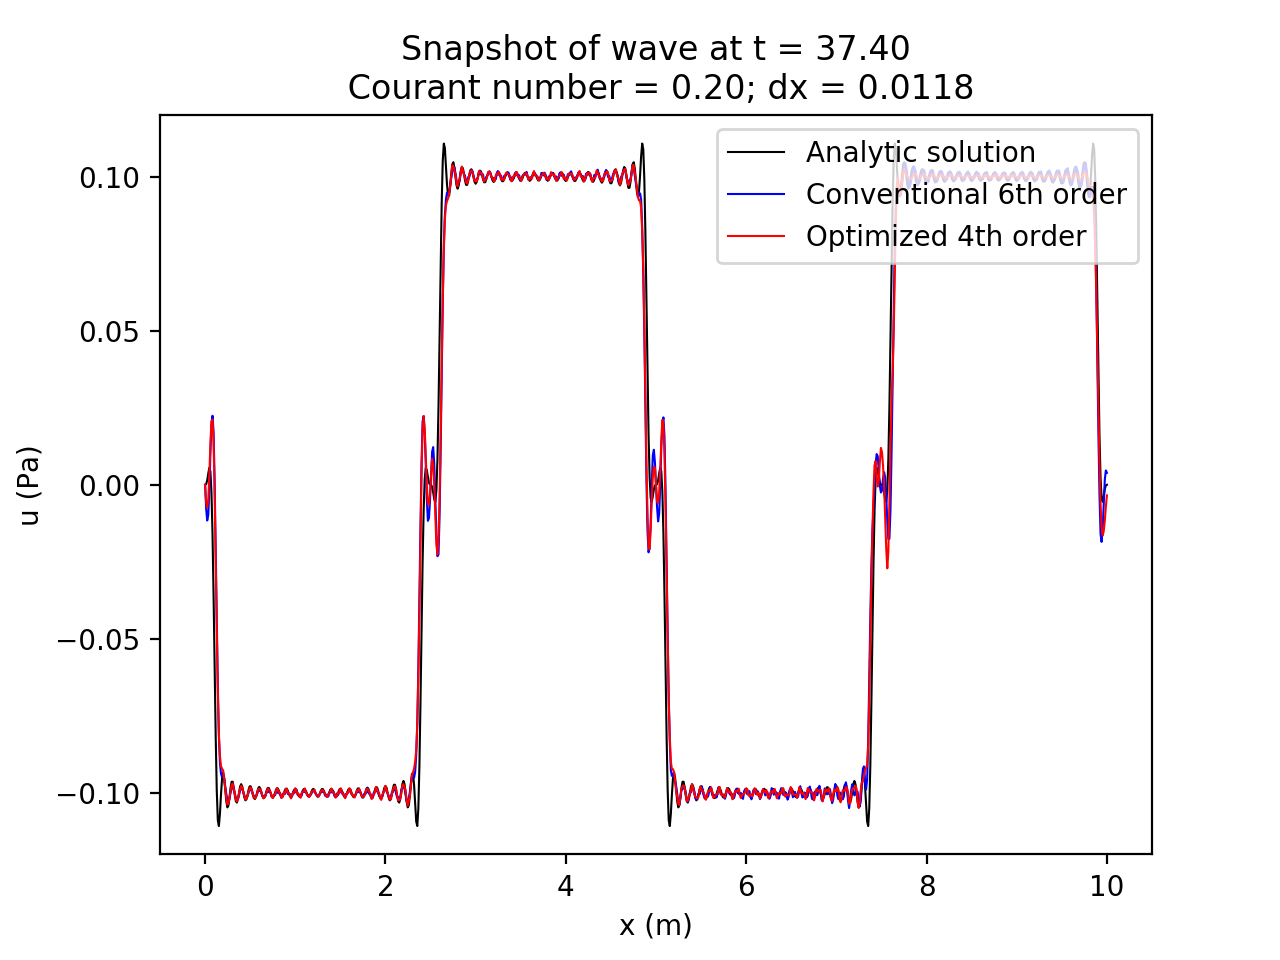 Snapshot of wave at t = 37.40
Courant number = 0.20; dx = 0.0118
Analytic solution
Conventional 6th order
Optimized 4th order
0.10
0.05
0.00
−0.05
−0.10
u (Pa)
0 2 4 6 8 10
x (m)